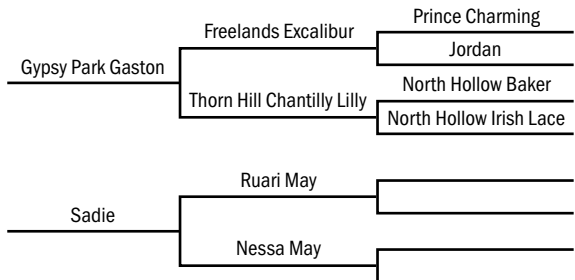 Prince Charming
Freelands Excalibur
Jordan
Gypsy Park Gaston
North Hollow Baker
Thorn Hill Chantilly Lilly
North Hollow Irish Lace
Ruari May
Sadie
Nessa May